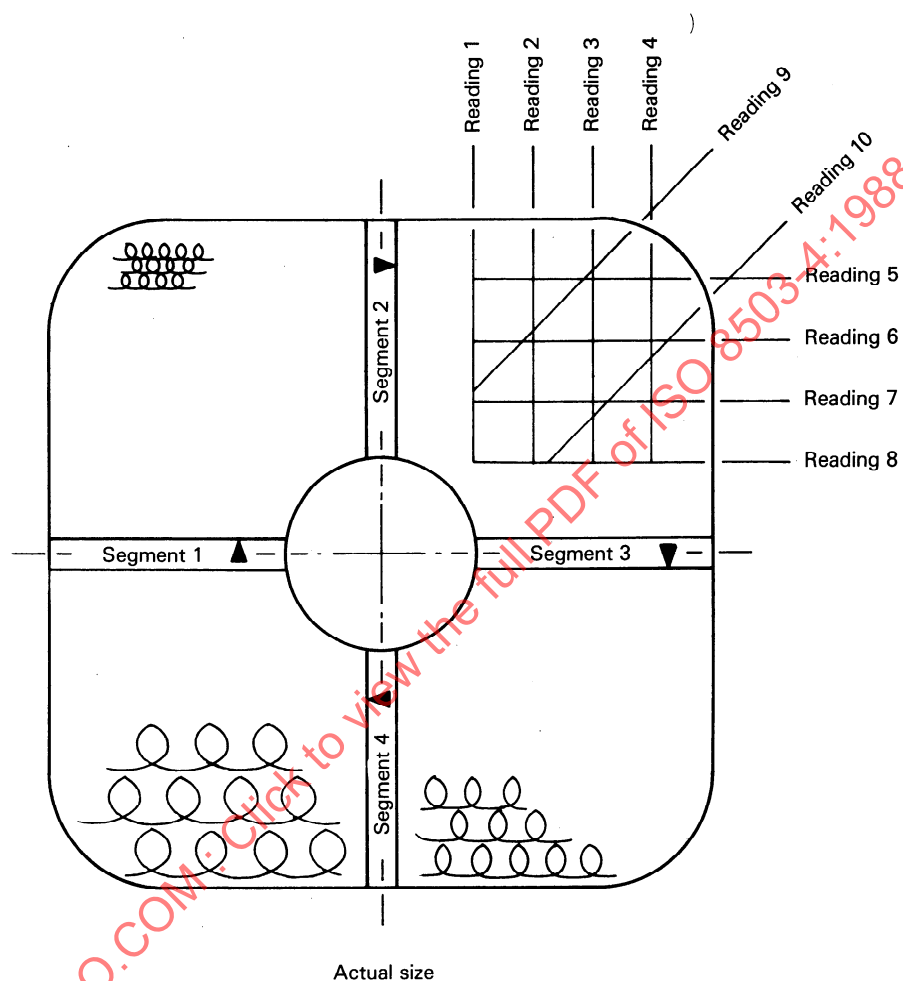 )
Reading 1
Reading 2
Reading 3
Reading 4
Reading 9
Reading 10
Reading 5
Reading 6
Reading 7
Reading 8
Segment 2
Segment 1
Segment 3
Segment 4
O.COM : Click to view the full PDF of ISO 8503-4:1988
Actual size